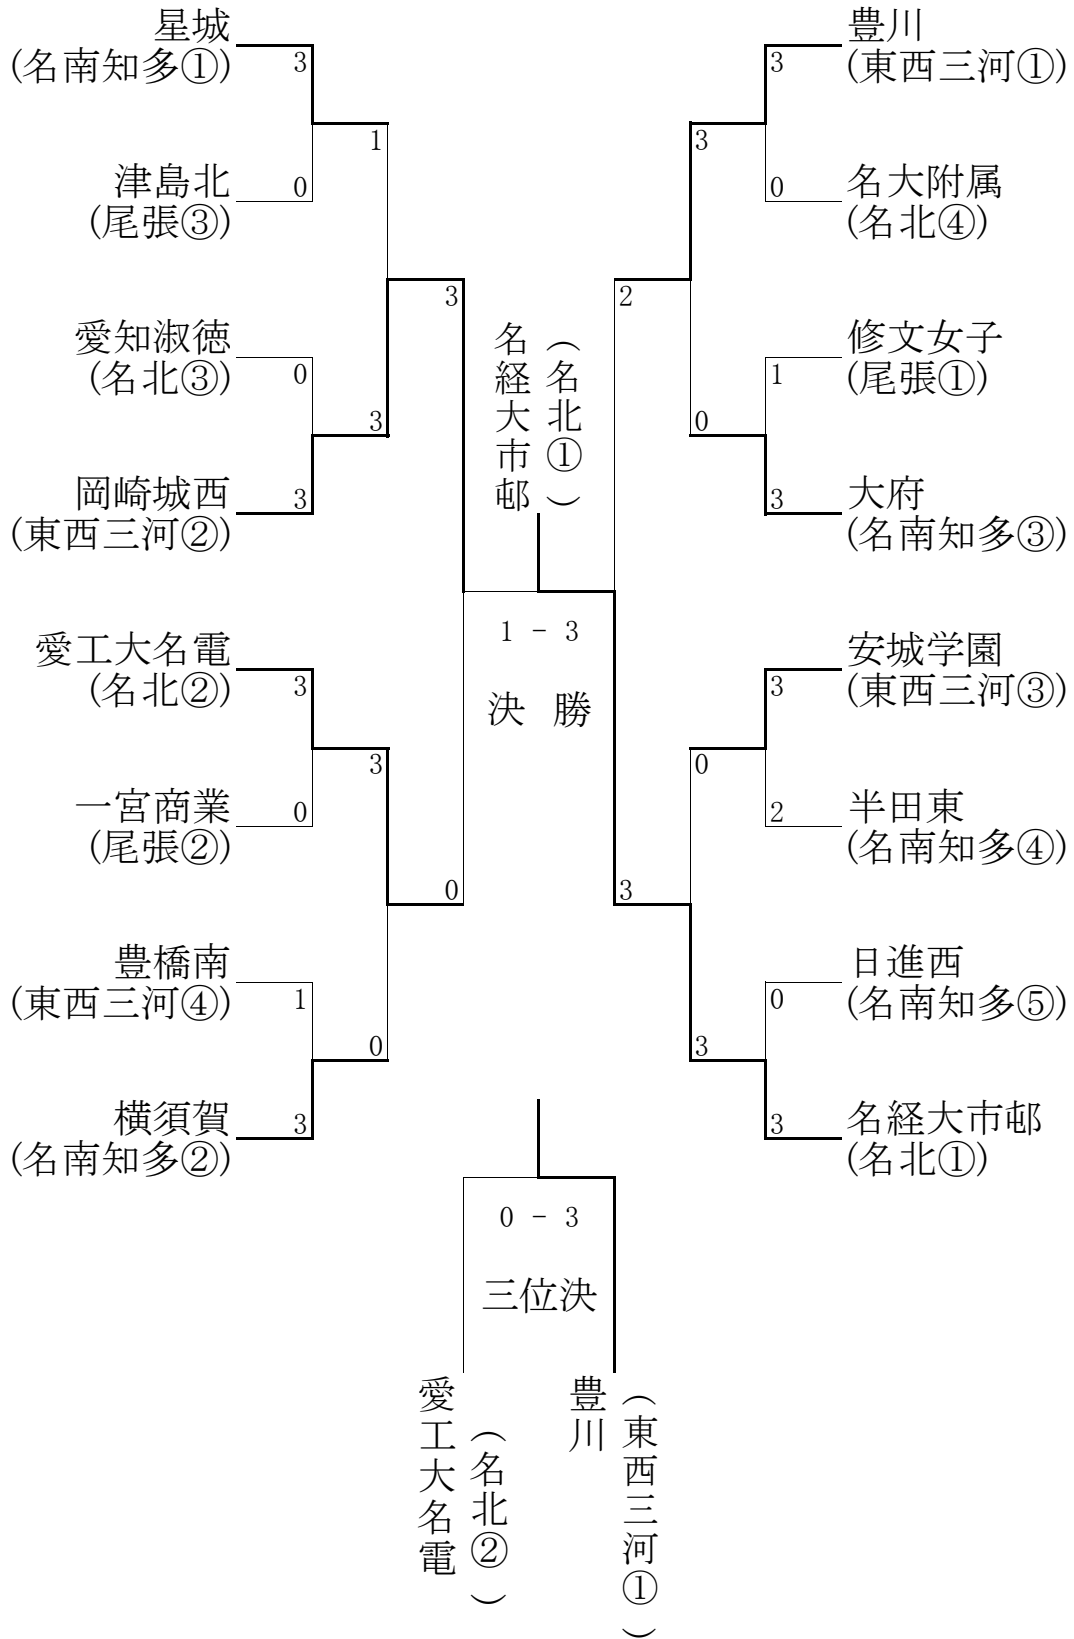 星城
(名南知多①)
3
1
津島北
(尾張③)
0
3
愛知淑徳
(名北③)
0
3
岡崎城西
(東西三河②)
3
愛工大名電
(名北②)
3
3
一宮商業
(尾張②)
0
0
豊橋南
(東西三河④)
1
0
横須賀
(名南知多②)
3
名経大市邨
(名北①)
1 - 3
決 勝
豊川
(東西三河①)
3
3
名大附属
(名北④)
0
2
修文女子
(尾張①)
1
0
大府
(名南知多③)
3
安城学園
(東西三河③)
3
0
半田東
(名南知多④)
2
3
日進西
(名南知多⑤)
0
3
名経大市邨
(名北①)
3
0 - 3
三位決
愛工大名電
(名北②)
豊川
(東西三河①)